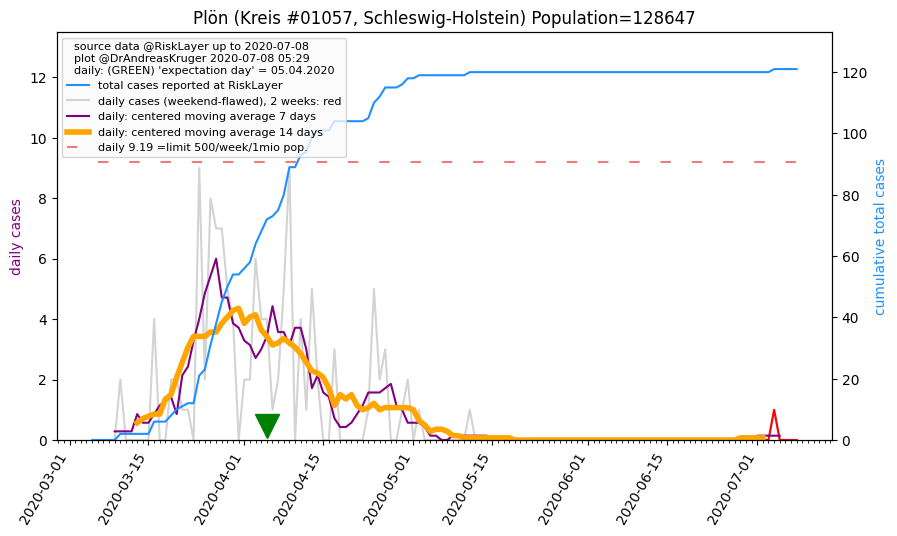 Plön (Kreis #01057, Schleswig-Holstein) Population=128647
source data @RiskLayer up to 2020-07-08
plot @DrAndreasKruger 2020-07-08 05:29
daily: (GREEN) 'expectation day' = 05.04.2020
total cases reported at RiskLayer
daily cases (weekend-flawed), 2 weeks: red
daily: centered moving average 7 days
daily: centered moving average 14 days
daily 9.19 =limit 500/week/1mio pop.
daily cases
12
10
8
6
4
2
0
cumulative total cases
120
100
80
60
40
20
0
2020-03-01
2020-03-15
2020-04-01
2020-04-15
2020-05-01
2020-05-15
2020-06-01
2020-06-15
2020-07-01